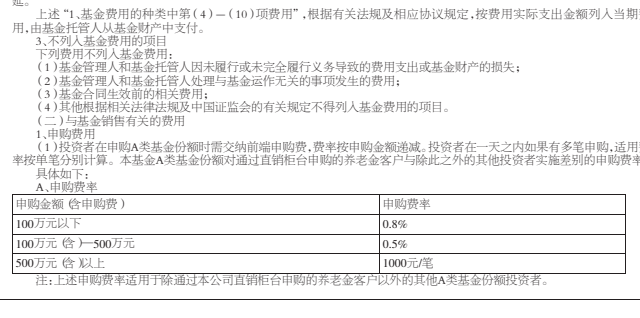 延。
上述“1、基金费用的种类中第(4)-(10)项费用”，根据有关法规及相应协议规定，按费用实际支出金额列入当期
用，由基金托管人从基金财产中支付。
3、不列入基金费用的项目
下列费用不列入基金费用：
(1)基金管理人和基金托管人因未履行或未完全履行义务导致的费用支出或基金财产的损失；
(2)基金管理人和基金托管人处理与基金运作无关的事项发生的费用；
(3)基金合同生效前的相关费用；
(4)其他根据相关法律法规及中国证监会的有关规定不得列入基金费用的项目。
(二)与基金销售有关的费用
1、申购费用
(1)投资者在申购A类基金份额时需交纳前端申购费，费率按申购金额递减。投资者在一天之内如果有多笔申购，适用
率按单笔分别计算。本基金A类基金份额对通过直销柜台申购的养老金客户与除此之外的其他投资者实施差别的申购费率
具体如下：
A、申购费率
申购金额(含申购费) 申购费率
100万元以下 0.8%
100万元(含)—500万元 0.5%
500万元(含)以上 1000元/笔
注：上述申购费率适用于除通过本公司直销柜台申购的养老金客户以外的其他A类基金份额投资者。